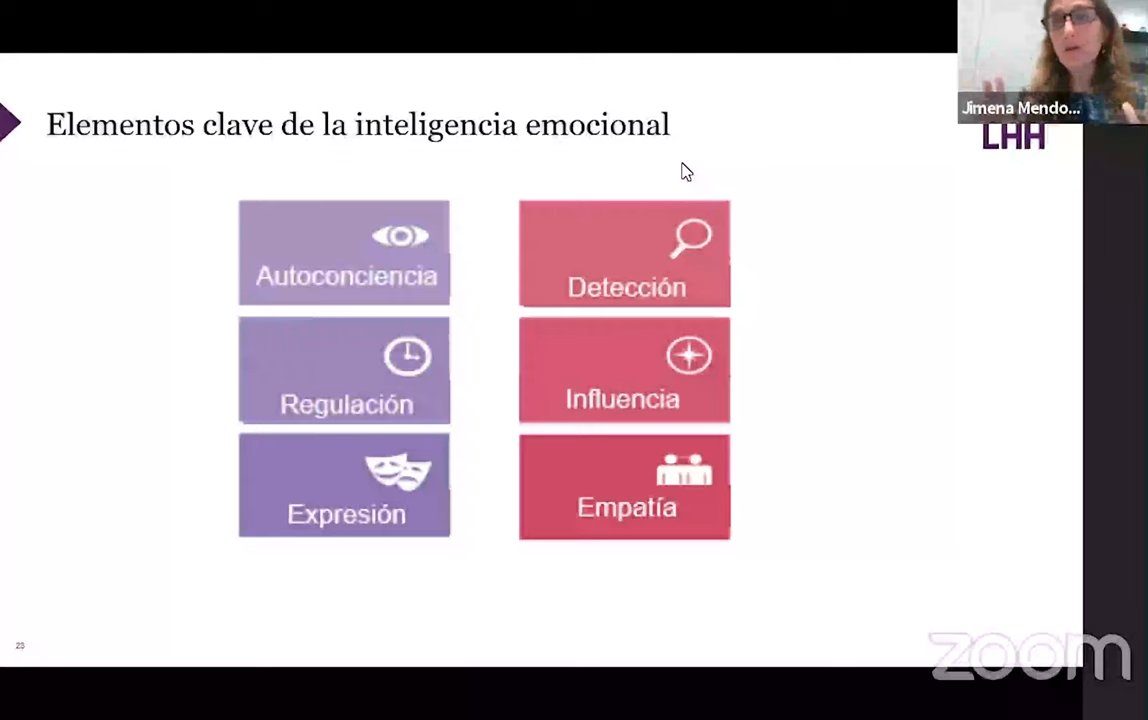 Jimena Mendo...
LHH
Elementos clave de la inteligencia emocional
Autoconciencia
Detección
Regulación
Influencia
Expresión
Empatía
23
zoom